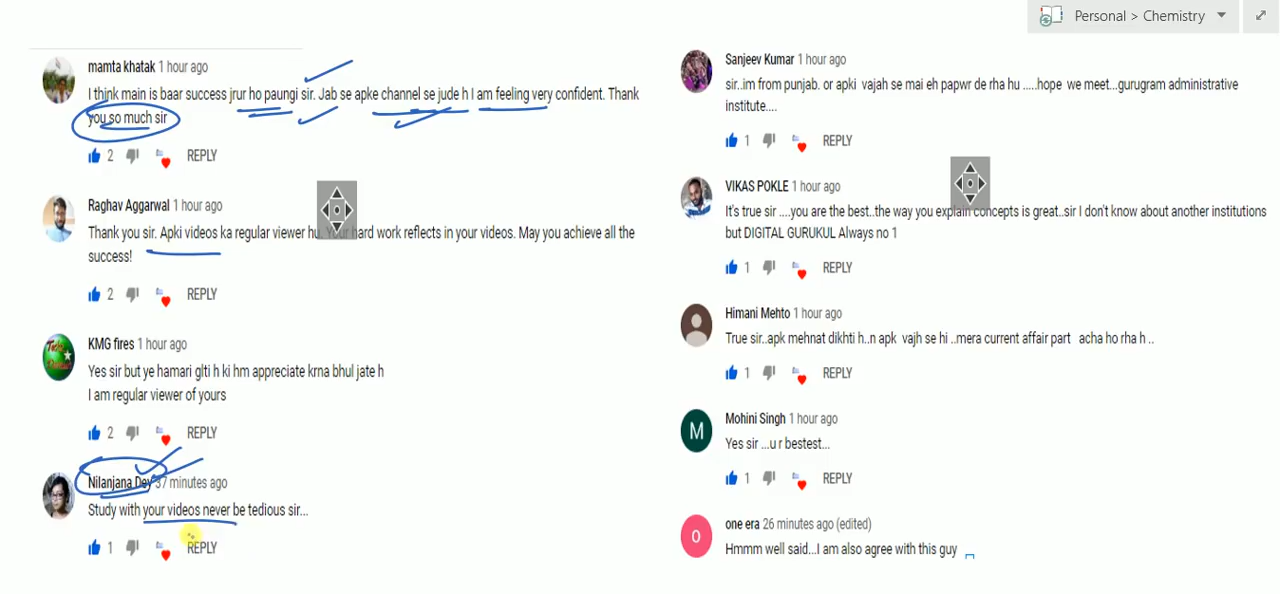 Personal > Chemistry
mamta khatak 1 hour ago
I think main is baar success jrur ho paungi sir. Jab se apke channel se jude h I am feeling very confident. Thank
you so much sir
2 REPLY
Raghav Aggarwal 1 hour ago
Thank you sir. Apki videos ka regular viewer hu. Your hard work reflects in your videos. May you achieve all the
success!
2 REPLY
KMG fires 1 hour ago
Yes sir but ye hamari glti h ki hm appreciate krna bhul jate h
I am regular viewer of yours
2 REPLY
Nilanjana Dey 37 minutes ago
Study with your videos never be tedious sir...
1 REPLY
Sanjeev Kumar 1 hour ago
sir..im from punjab. or apki vajah se mai eh papwr de rha hu .....hope we meet...gurugram administrative
institute....
1 REPLY
VIKAS POKLE 1 hour ago
It's true sir ....you are the best..the way you explain concepts is great..sir I don't know about another institutions
but DIGITAL GURUKUL Always no 1
1 REPLY
Himani Mehto 1 hour ago
True sir..apk mehnat dikhti h..n apk vajh se hi ..mera current affair part acha ho rha h ..
1 REPLY
M
Mohini Singh 1 hour ago
Yes sir ...u r bestest...
1 REPLY
O
one era 26 minutes ago (edited)
Hmmm well said...I am also agree with this guy